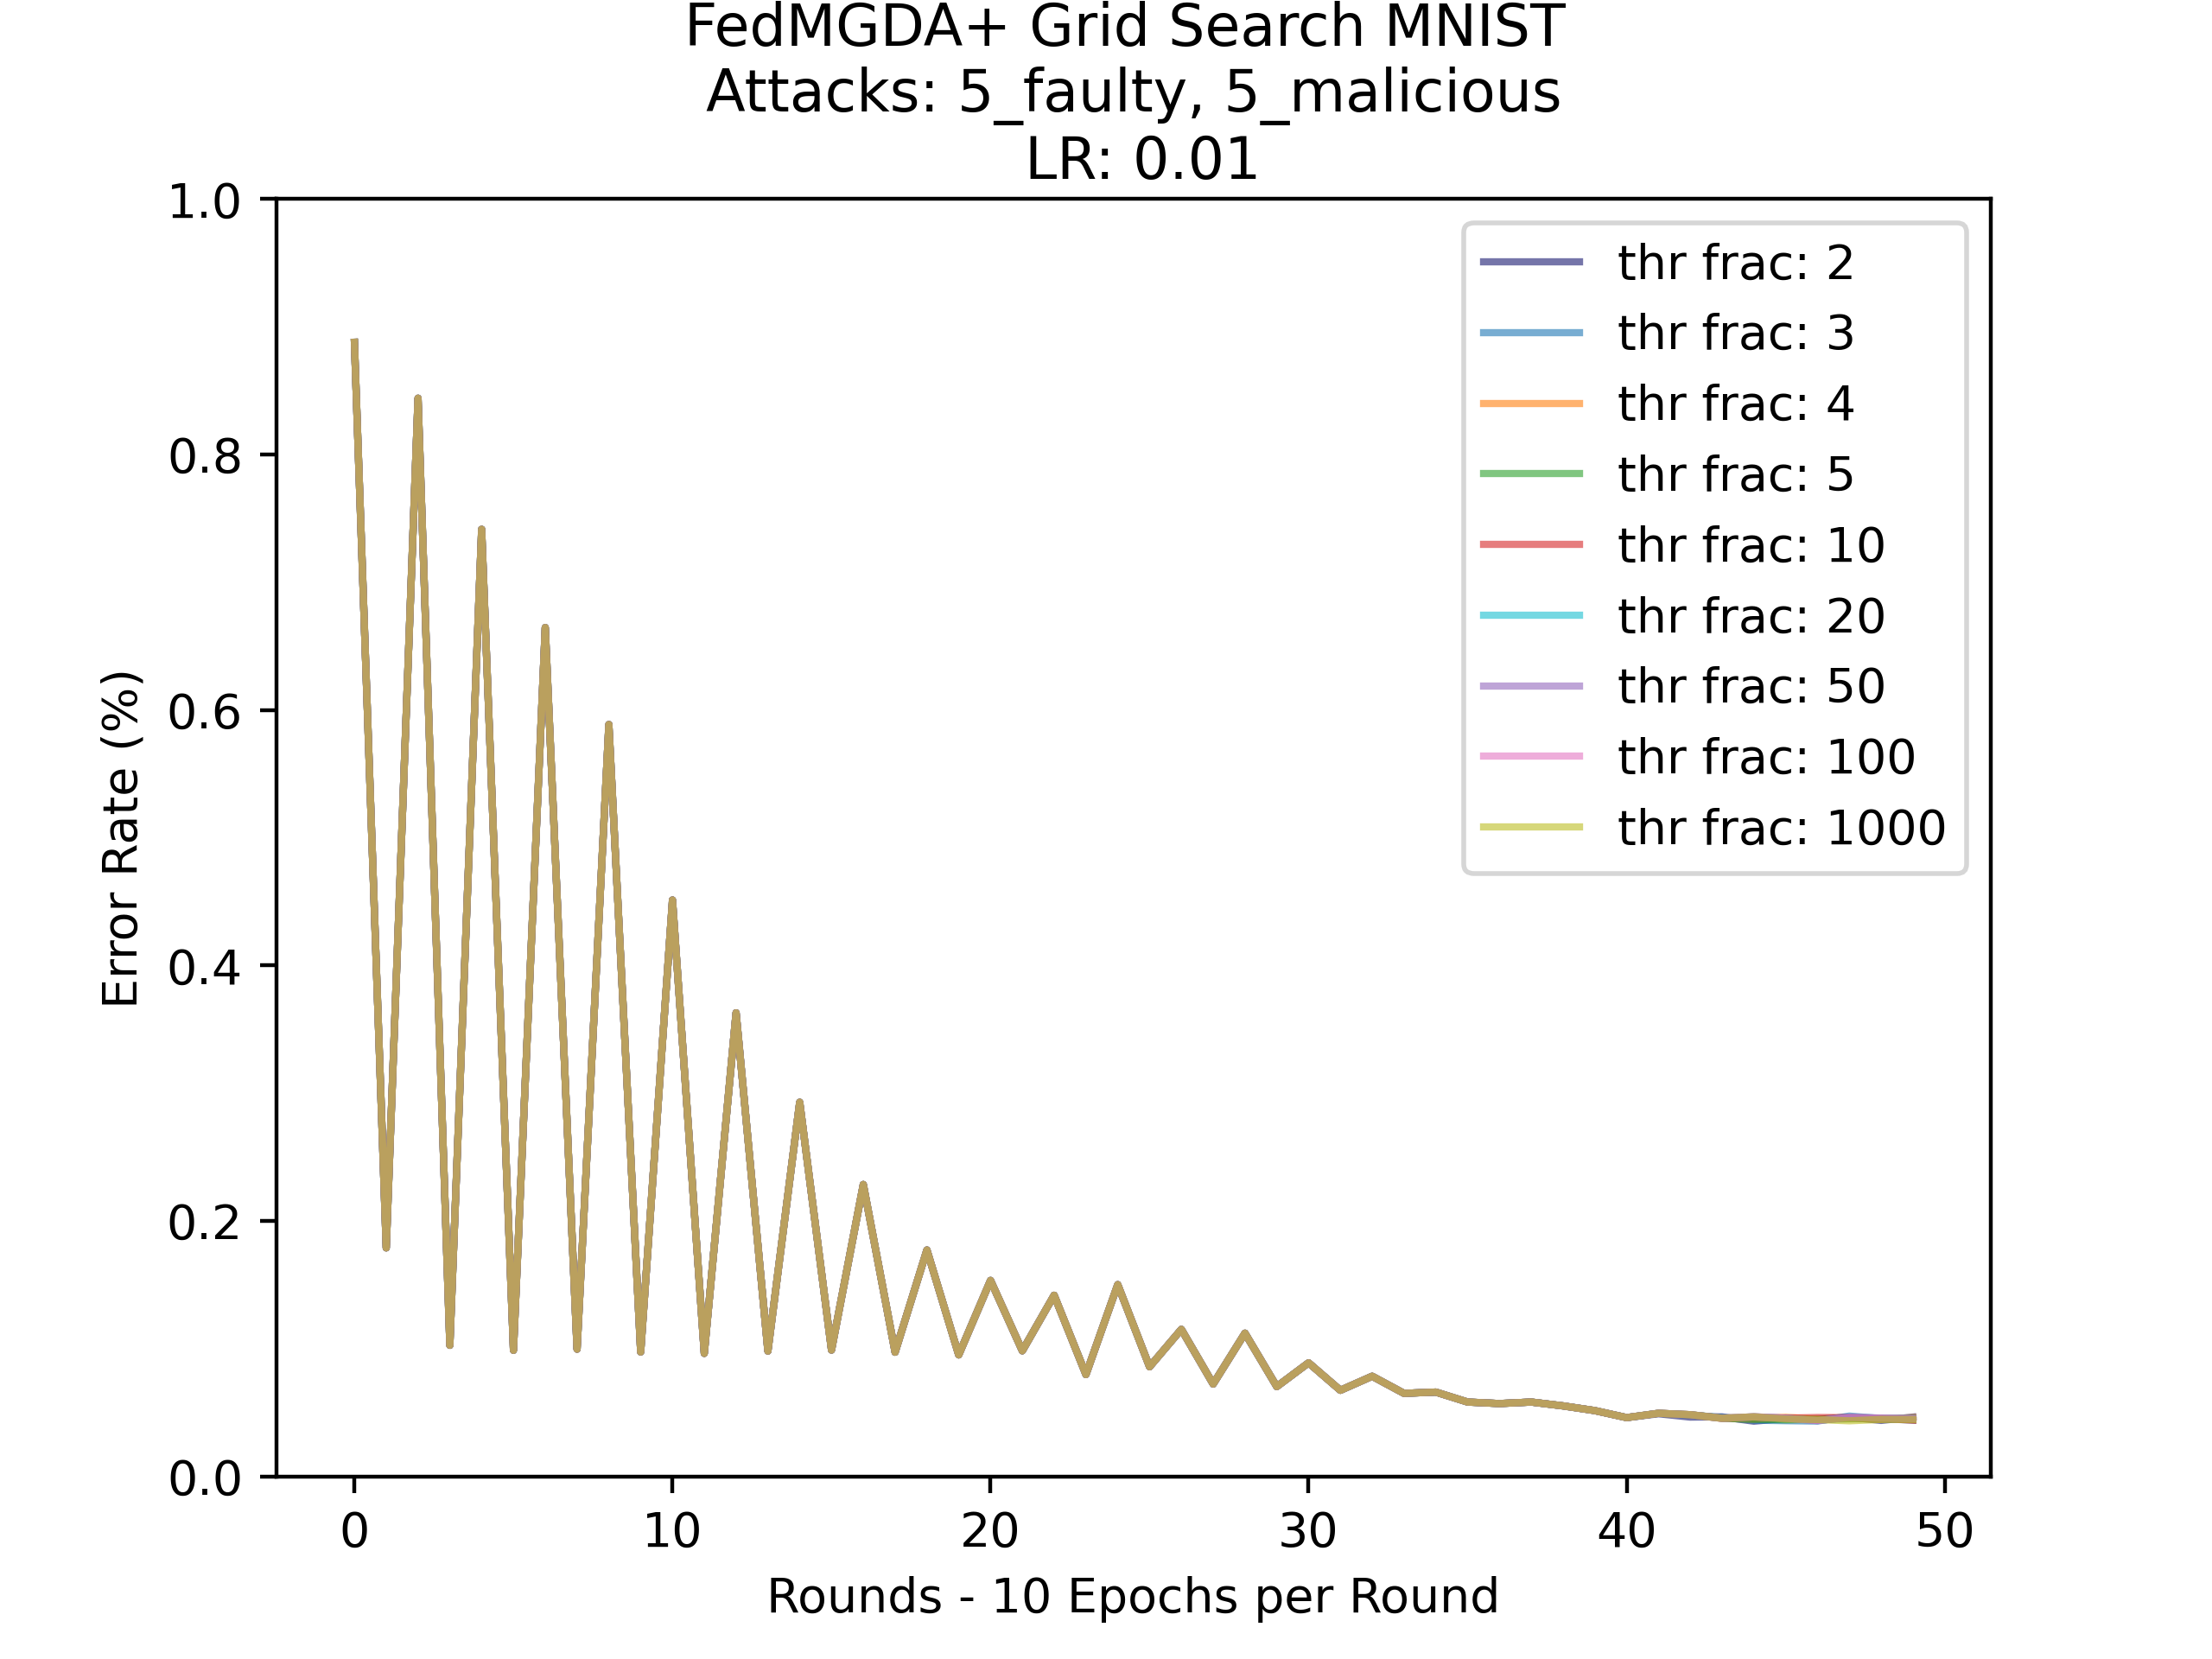 FedMGDA+ Grid Search MNIST
Attacks: 5_faulty, 5_malicious
LR: 0.01
1.0
0.8
0.6
0.4
0.2
0.0
Error Rate (%)
thr frac: 2
thr frac: 3
thr frac: 4
thr frac: 5
thr frac: 10
thr frac: 20
thr frac: 50
thr frac: 100
thr frac: 1000
0 10 20 30 40 50
Rounds - 10 Epochs per Round